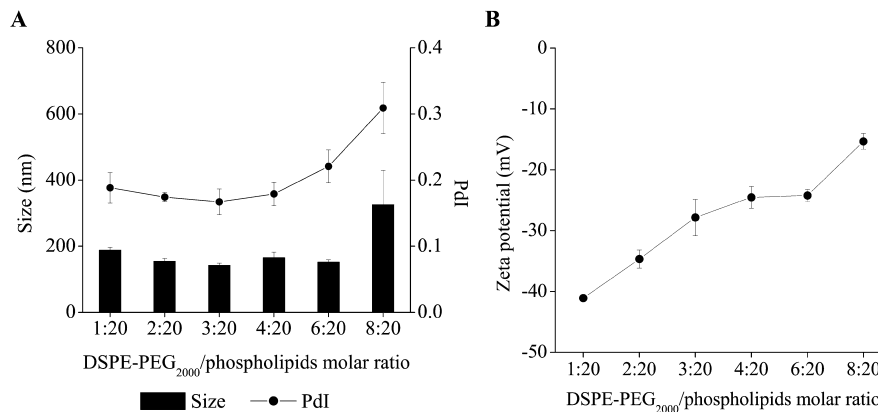 A
800
600
400
200
0
Size (nm)
0.4
0.3
0.2
0.1
0.0
PdI
1:20 2:20 3:20 4:20 6:20 8:20
DSPE-PEG2000/phospholipids molar ratio
Size PdI
B
0
-10
-20
-30
-40
-50
Zeta potential (mV)
1:20 2:20 3:20 4:20 6:20 8:20
DSPE-PEG2000/phospholipids molar ratio